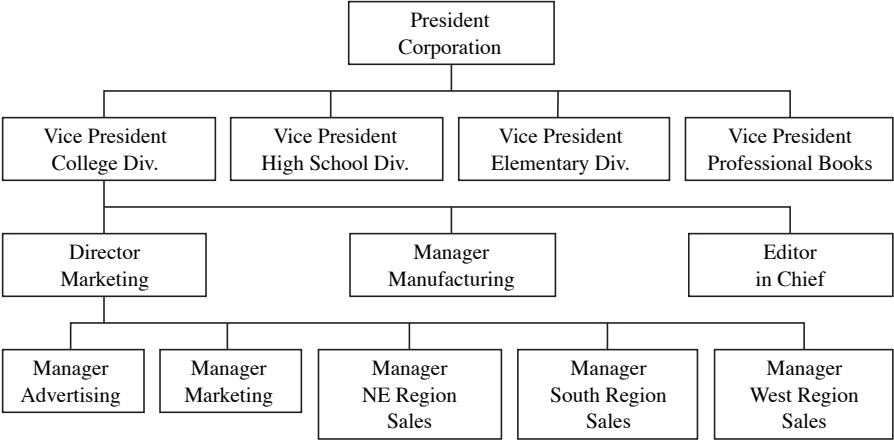 President
Corporation
Vice President
College Div.
Vice President
High School Div.
Vice President
Elementary Div.
Vice President
Professional Books
Director
Marketing
Manager
Manufacturing
Editor
in Chief
Manager
Advertising
Manager
Marketing
Manager
NE Region
Sales
Manager
South Region
Sales
Manager
West Region
Sales